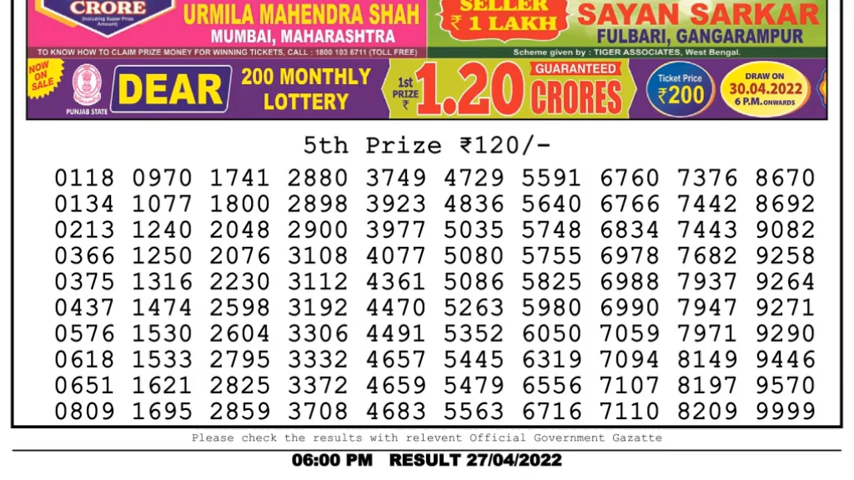 CRORE
(Including Super Prize Amount)
URMILA MAHENDRA SHAH
MUMBAI, MAHARASHTRA
SELLER
₹ 1 LAKH
SAYAN SARKAR
FULBARI, GANGARAMPUR
TO KNOW HOW TO CLAIM PRIZE MONEY FOR WINNING TICKETS, CALL : 1800 103 6711 (TOLL FREE)
Scheme given by : TIGER ASSOCIATES, West Bengal.
NOW ON SALE
PUNJAB STATE
DEAR
200 MONTHLY
LOTTERY
1st PRIZE ₹
1.20
GUARANTEED
CRORES
Ticket Price
₹200
DRAW ON
30.04.2022
6 P.M. ONWARDS
5th Prize ₹120/-
0118 0970 1741 2880 3749 4729 5591 6760 7376 8670
0134 1077 1800 2898 3923 4836 5640 6766 7442 8692
0213 1240 2048 2900 3977 5035 5748 6834 7443 9082
0366 1250 2076 3108 4077 5080 5755 6978 7682 9258
0375 1316 2230 3112 4361 5086 5825 6988 7937 9264
0437 1474 2598 3192 4470 5263 5980 6990 7947 9271
0576 1530 2604 3306 4491 5352 6050 7059 7971 9290
0618 1533 2795 3332 4657 5445 6319 7094 8149 9446
0651 1621 2825 3372 4659 5479 6556 7107 8197 9570
0809 1695 2859 3708 4683 5563 6716 7110 8209 9999
Please check the results with relevent Official Government Gazatte
06:00 PM RESULT 27/04/2022